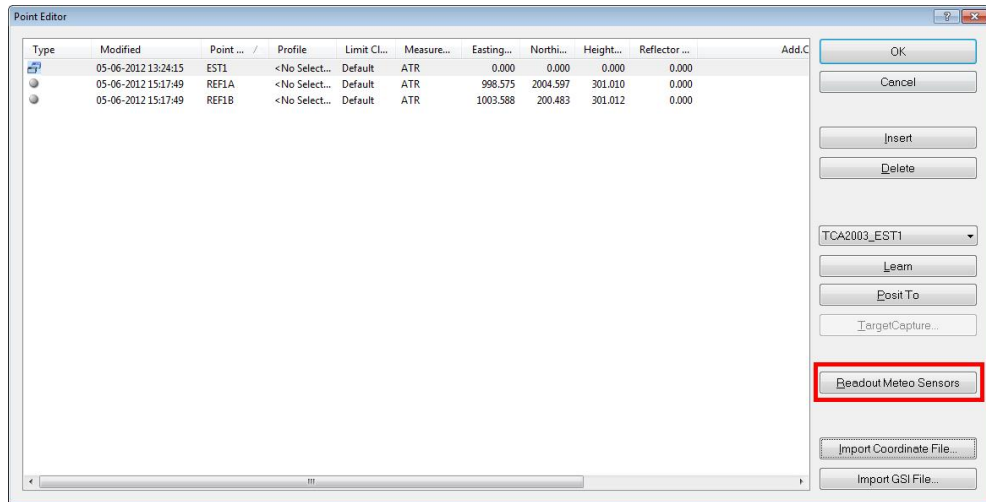 Point Editor
Type Modified Point ... / Profile Limit Cl... Measure... Easting... Northi... Height... Reflector ... Add.C
05-06-2012 13:24:15 EST1 <No Select... Default ATR 0.000 0.000 0.000 0.000
05-06-2012 15:17:49 REF1A <No Select... Default ATR 998.575 2004.597 301.010 0.000
05-06-2012 15:17:49 REF1B <No Select... Default ATR 1003.588 200.483 301.012 0.000
OK
Cancel
Insert
Delete
TCA2003_EST1
Learn
Posit To
TargetCapture...
Readout Meteo Sensors
Import Coordinate File...
Import GSI File...